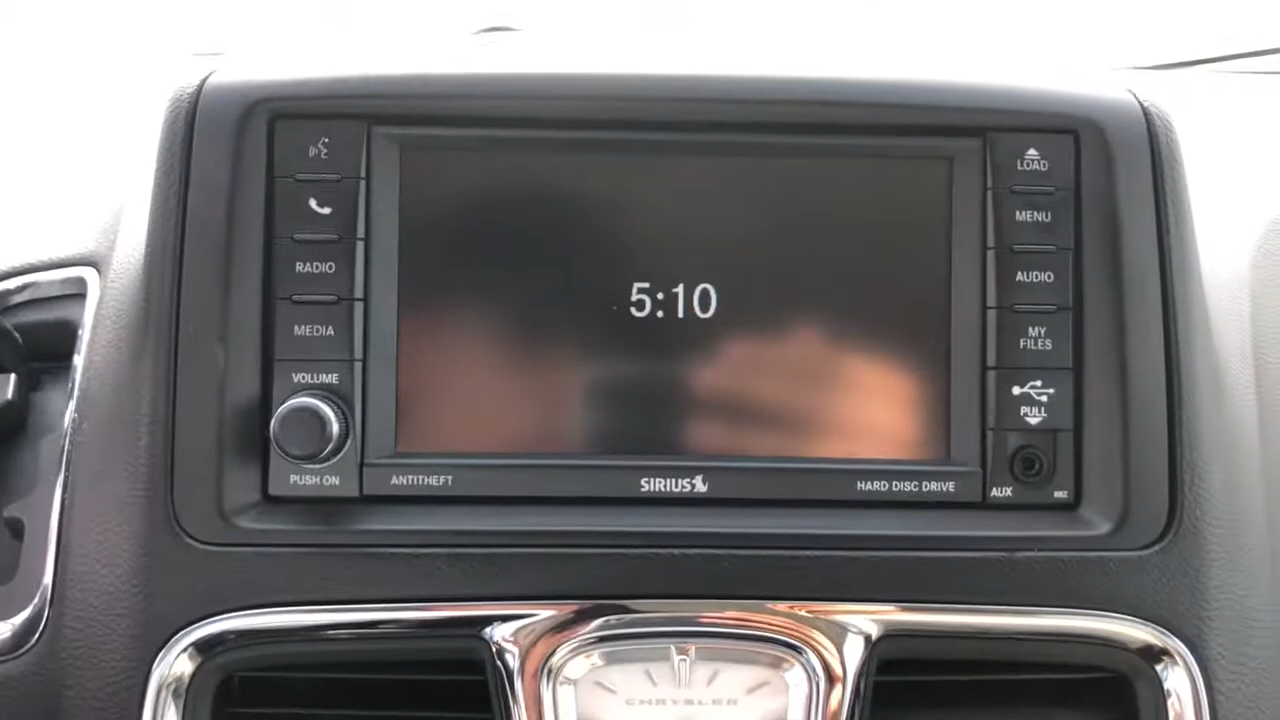 RADIO
MEDIA
VOLUME
PUSH ON
5:10
ANTITHEFT
SIRIUS
HARD DISC DRIVE
LOAD
MENU
AUDIO
MY
FILES
PULL
AUX
CHRYSLER